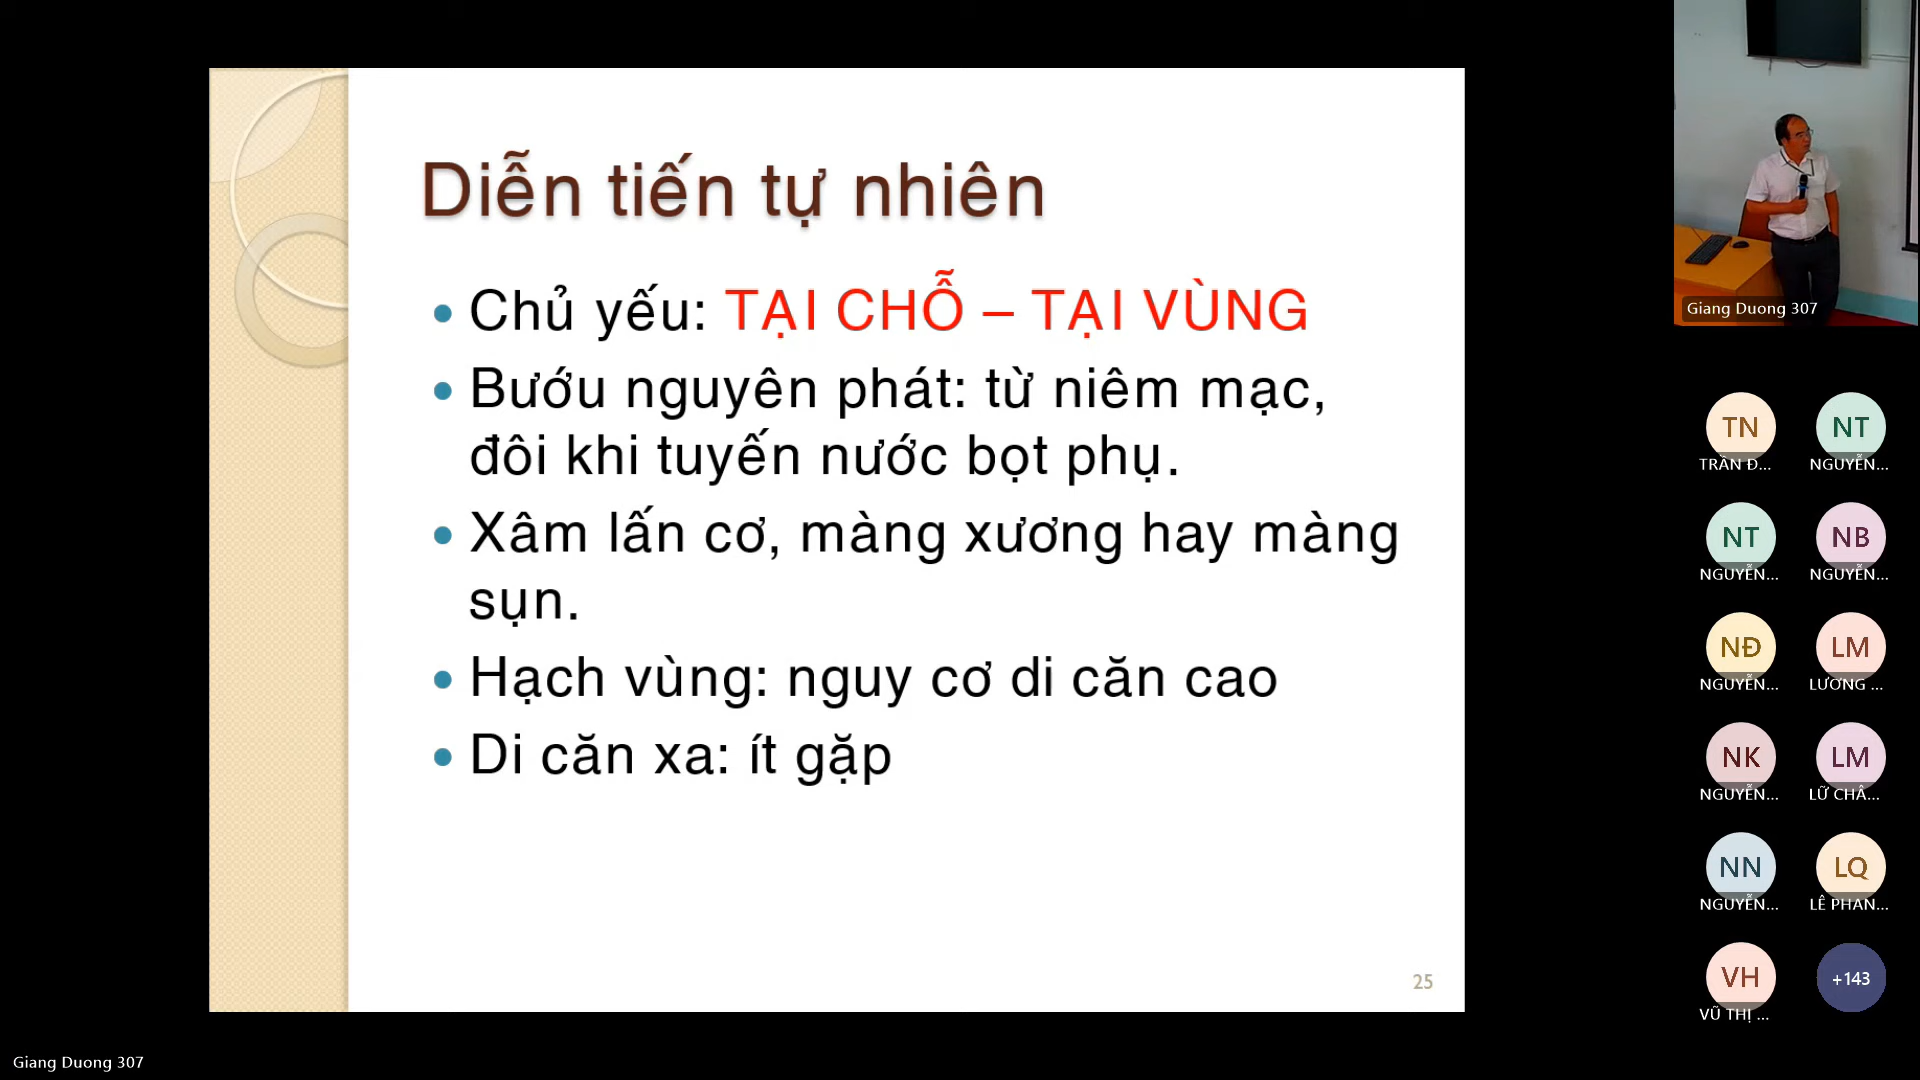 Diễn tiến tự nhiên
Chủ yếu: TẠI CHỖ – TẠI VÙNG
Bướu nguyên phát: từ niêm mạc,
đôi khi tuyến nước bọt phụ.
Xâm lấn cơ, màng xương hay màng
sụn.
Hạch vùng: nguy cơ di căn cao
Di căn xa: ít gặp
25
Giang Duong 307
TN
TRẦN Đ...
NT
NGUYỄN...
NT
NGUYỄN...
NB
NGUYỄN...
NĐ
NGUYỄN...
LM
LƯƠNG ...
NK
NGUYỄN...
LM
LỮ CHÂ...
NN
NGUYỄN...
LQ
LÊ PHAN...
VH
VŨ THỊ ...
+143
Giang Duong 307